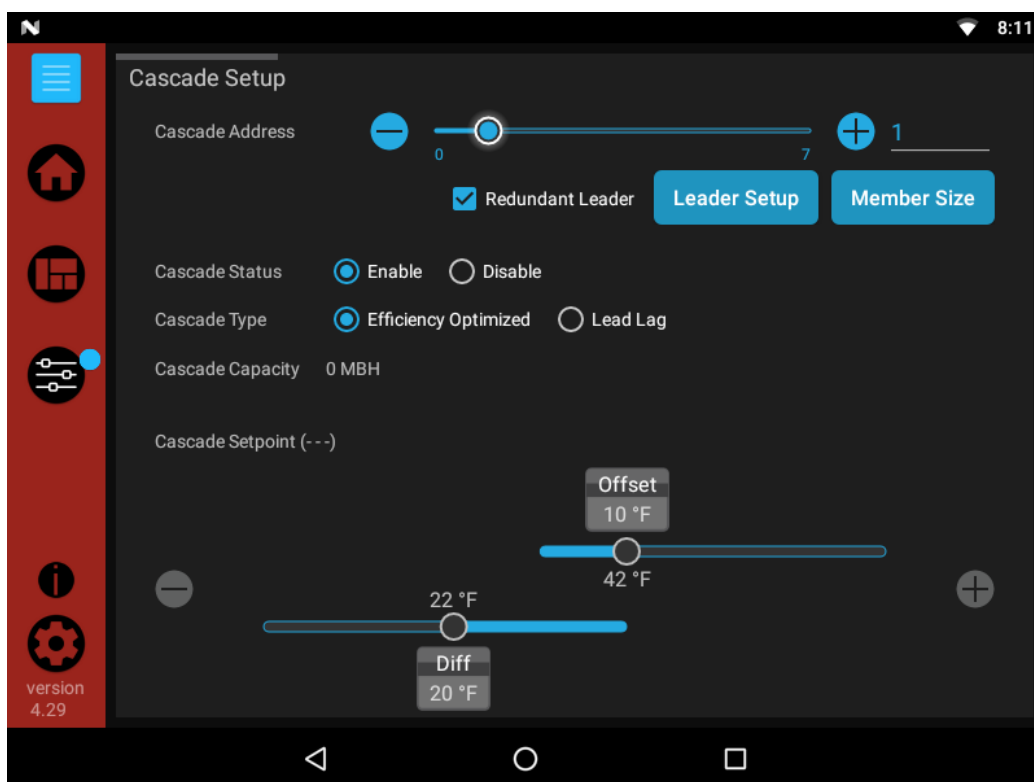 8:11
Cascade Setup
Cascade Address
0
7
1
Redundant Leader
Leader Setup
Member Size
Cascade Status
Enable
Disable
Cascade Type
Efficiency Optimized
Lead Lag
Cascade Capacity
0 MBH
Cascade Setpoint (---)
Offset
10 °F
42 °F
22 °F
Diff
20 °F
version
4.29